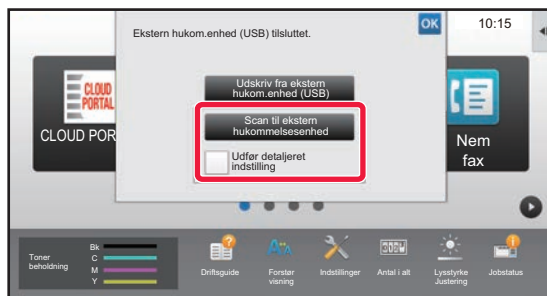 Ekstern hukom.enhed (USB) tilsluttet.
OK
10:15
Udskriv fra ekstern
hukom.enhed (USB)
Scan til ekstern
hukommelsesenhed
Udfør detaljeret
indstilling
CLOUD
PORTAL
CLOUD POR
Nem
fax
Toner
beholdning
Bk
C
M
Y
Driftsguide
Forstør
visning
Indstillinger
Antal i alt
Lysstyrke
Justering
Jobstatus